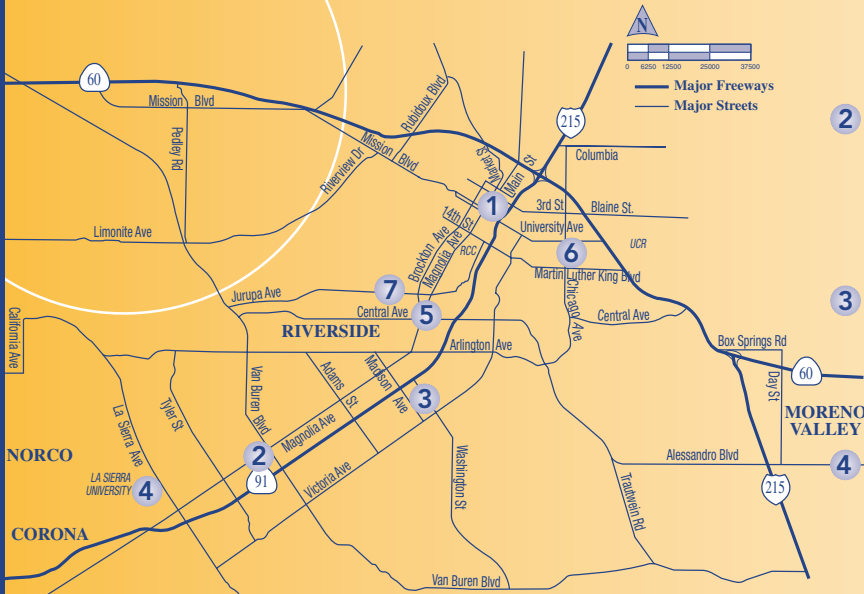 N
0 6250 12500 25000 37500
Major Freeways
Major Streets
60
Mission Blvd
Pedley Rd
Rubidoux Blvd
Mission Blvd
Riverview Dr
Market St
Main St
215
Columbia
2
1
3rd St
Blaine St.
14th St
University Ave
UCR
Limonite Ave
Brockton Ave
Magnolia Ave
RCC
6
Martin Luther King Blvd
7
Jurupa Ave
3
Central Ave
5
Chicago Ave
Central Ave
California Ave
RIVERSIDE
Arlington Ave
Box Springs Rd
60
Day St
La Sierra Ave
Tyler St
Van Buren Blvd
Adams St
Madison Ave
3
MORENO
VALLEY
Magnolia Ave
NORCO
2
Alessandro Blvd
4
LA SIERRA
UNIVERSITY
4
91
Victoria Ave
Washington St
Trautwein Rd
215
CORONA
Van Buren Blvd